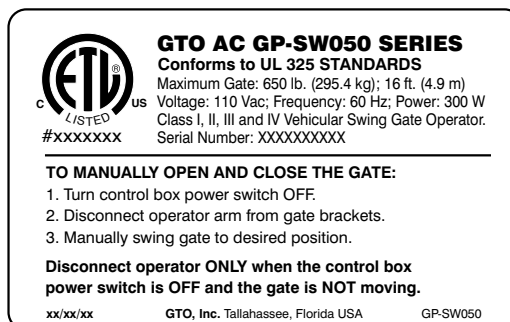 ETL ®
C LISTED US
#xxxxxxx
GTO AC GP-SW050 SERIES
Conforms to UL 325 STANDARDS
Maximum Gate: 650 lb. (295.4 kg); 16 ft. (4.9 m)
Voltage: 110 Vac; Frequency: 60 Hz; Power: 300 W
Class I, II, III and IV Vehicular Swing Gate Operator.
Serial Number: XXXXXXXXXX
TO MANUALLY OPEN AND CLOSE THE GATE:
1. Turn control box power switch OFF.
2. Disconnect operator arm from gate brackets.
3. Manually swing gate to desired position.
Disconnect operator ONLY when the control box
power switch is OFF and the gate is NOT moving.
xx/xx/xx GTO, Inc. Tallahassee, Florida USA GP-SW050